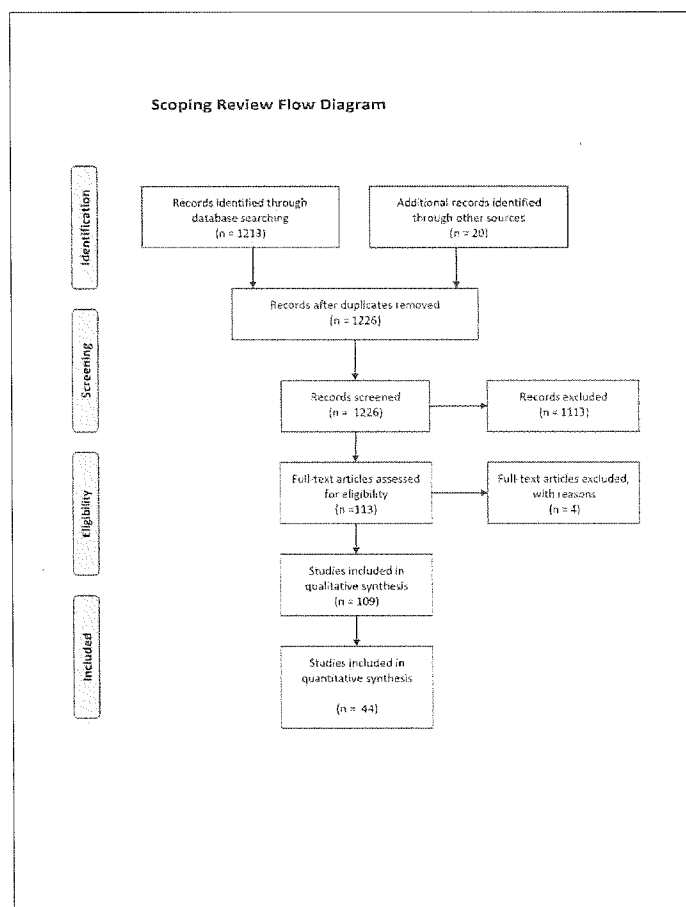 Scoping Review Flow Diagram
Identification
Records identified through
database searching
(n = 1213)
Additional records identified
through other sources
(n = 20)
Records after duplicates removed
(n = 1226)
Screening
Records screened
(n = 1226)
Records excluded
(n = 1113)
Eligibility
Full-text articles assessed
for eligibility
(n =113)
Full-text articles excluded,
with reasons
(n = 4)
Studies included in
qualitative synthesis
(n = 109)
Included
Studies included in
quantitative synthesis
(n = 44)